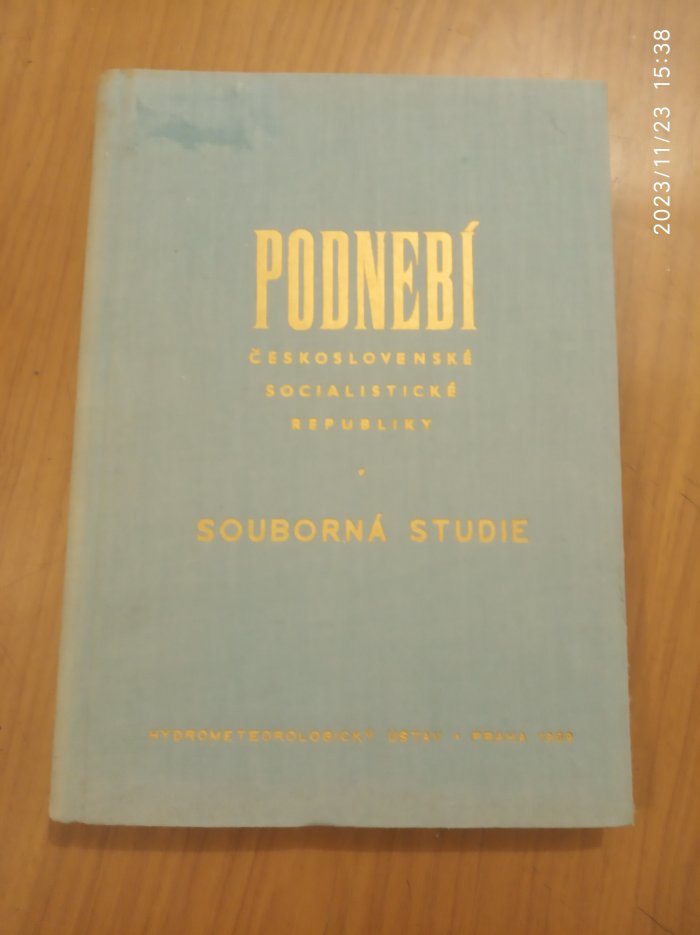 PODNEBÍ
ČESKOSLOVENSKÉ
SOCIALISTICKÉ
REPUBLIKY
•
SOUBORNÁ STUDIE
HYDROMETEOROLOGICKÝ ÚSTAV • PRAHA
2023/11/23 15:38